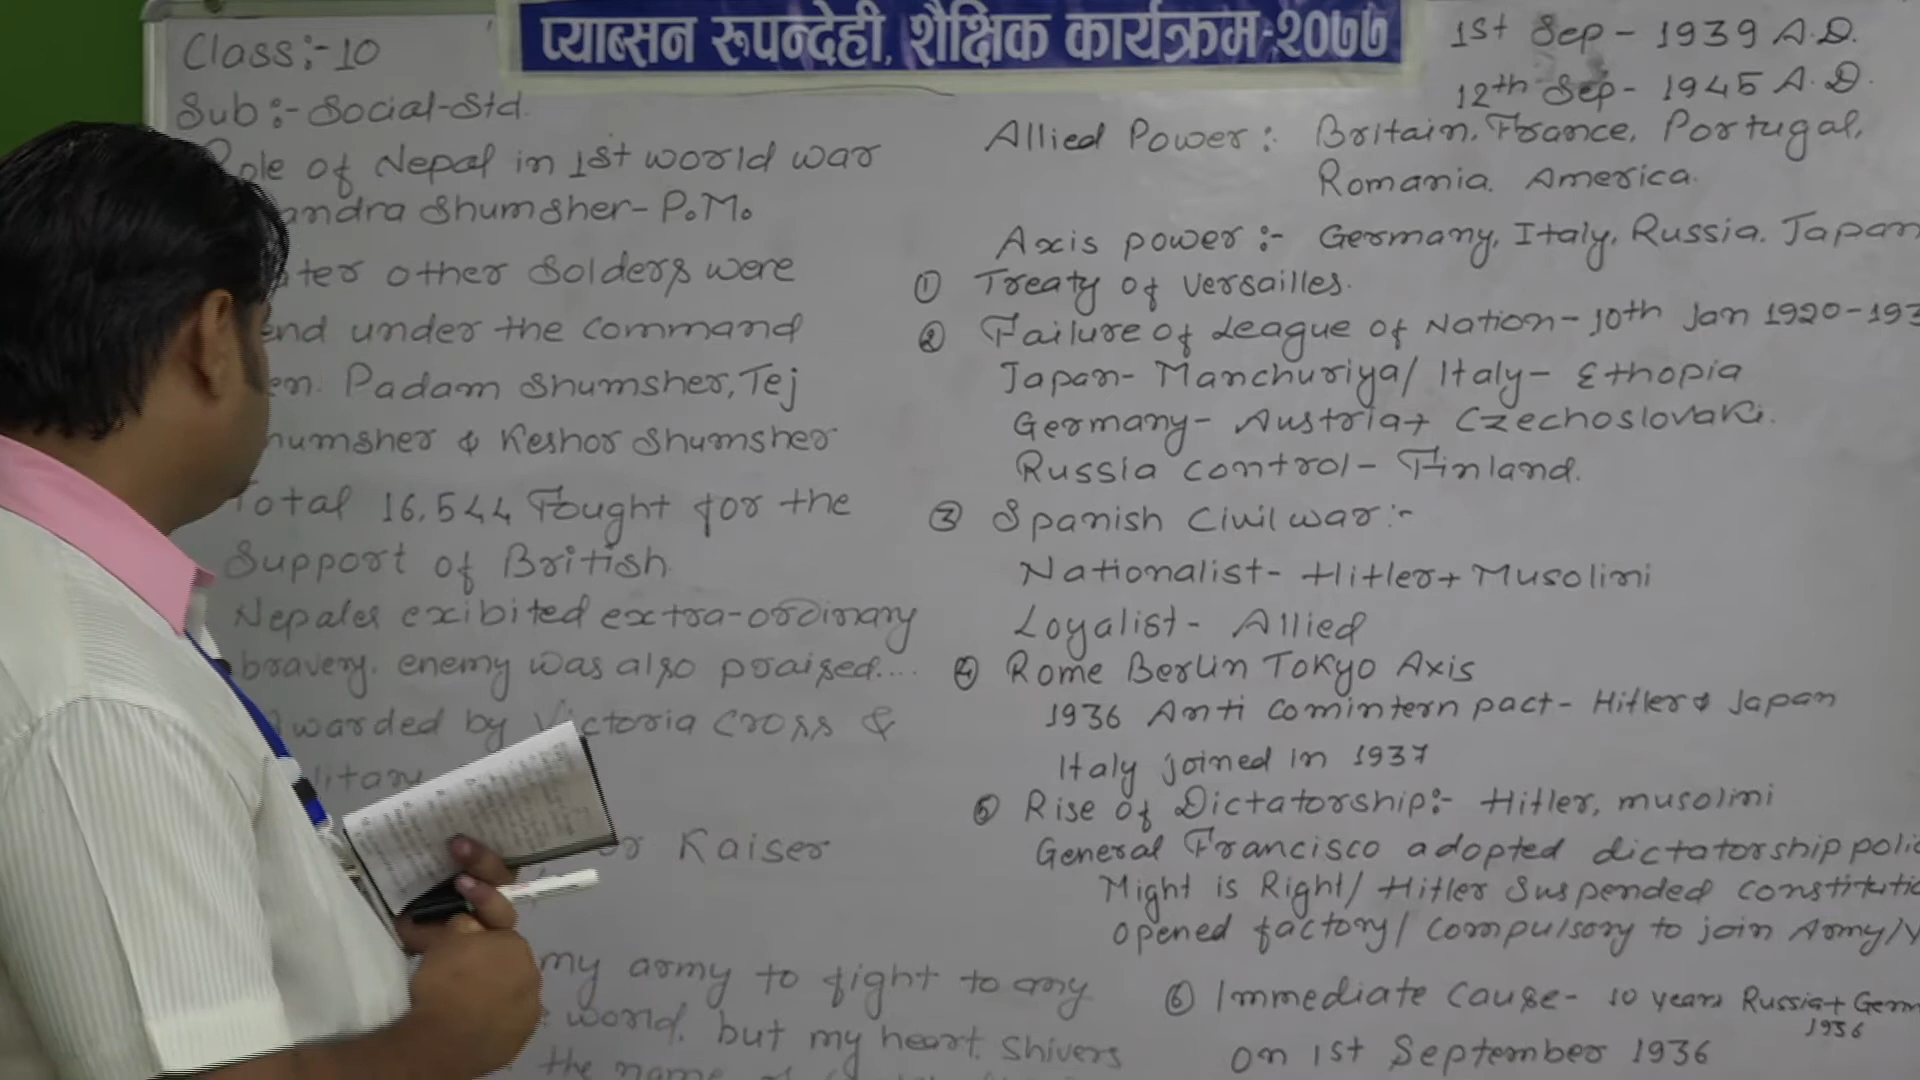 प्याब्सन रुपन्देही, शैक्षिक कार्यक्रम-२०७७
Class:-10
Sub:- Social-Std.
Role of Nepal in 1st world war
andra Shumsher- P.M.
ter other Solders were
end under the command
en. Padam Shumsher, Tej
humsher & Keshor Shumsher
Total 16,544 Fought for the
Support of British
Nepales exibited extra-ordinary
bravery. enemy was also praised....
Awarded by Victoria Cross &
litary
or Kaiser
my army to fight to any
world. but my heart shivers
the name of
1st Sep - 1939 A.D.
12th Sep - 1945 A.D.
Allied Power: Britain, France, Portugal,
Romania. America.
Axis power :- Germany, Italy, Russia. Japan
① Treaty of Versailles.
② Failure of League of Nation- 10th Jan 1920-193
Japan- Manchuriya/ Italy- Ethopia
Germany- Austria+ Czechoslovaki.
Russia control- Finland.
③ Spanish Civil war:-
Nationalist- Hitler+ Musolini
Loyalist- Allied
④ Rome Berlin Tokyo Axis
1936 Anti comintern pact- Hitler & Japan
Italy joined in 1937
⑤ Rise of Dictatorship:- Hitler, musolini
General Francisco adopted dictatorship polic
Might is Right/ Hitler Suspended constitutio
opened factory/ compulsory to join Army/
⑥ Immediate cause- 10 years Russia+ Germ
1936
on 1st September 1936